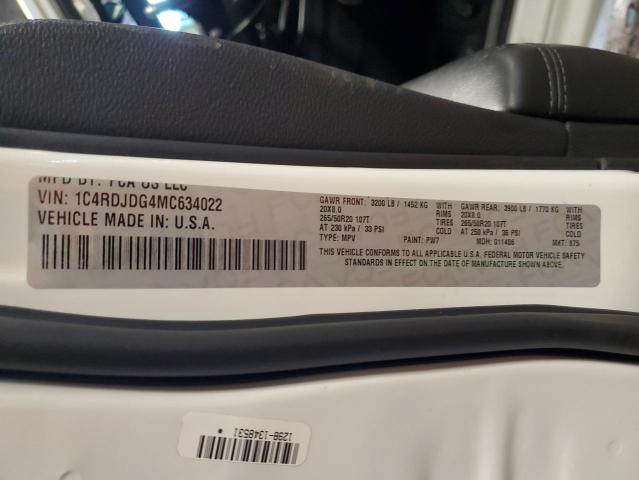 MFD BY: FCA US LLC
VIN: 1C4RDJDG4MC634022
VEHICLE MADE IN: U.S.A.
GAWR FRONT: 3200 LB / 1452 KG WITH GAWR REAR: 3900 LB / 1770 KG WITH
20X8.0 RIMS 20X8.0 RIMS
265/50R20 107T TIRES 265/50R20 107T TIRES
AT 230 kPa / 33 PSI COLD AT 250 kPa / 36 PSI COLD
TYPE: MPV PAINT: PW7 MDH: 011406 MKT: 875
THIS VEHICLE CONFORMS TO ALL APPLICABLE U.S.A. FEDERAL MOTOR VEHICLE SAFETY
STANDARDS IN EFFECT ON THE DATE OF MANUFACTURE SHOWN ABOVE.
1298-1348531